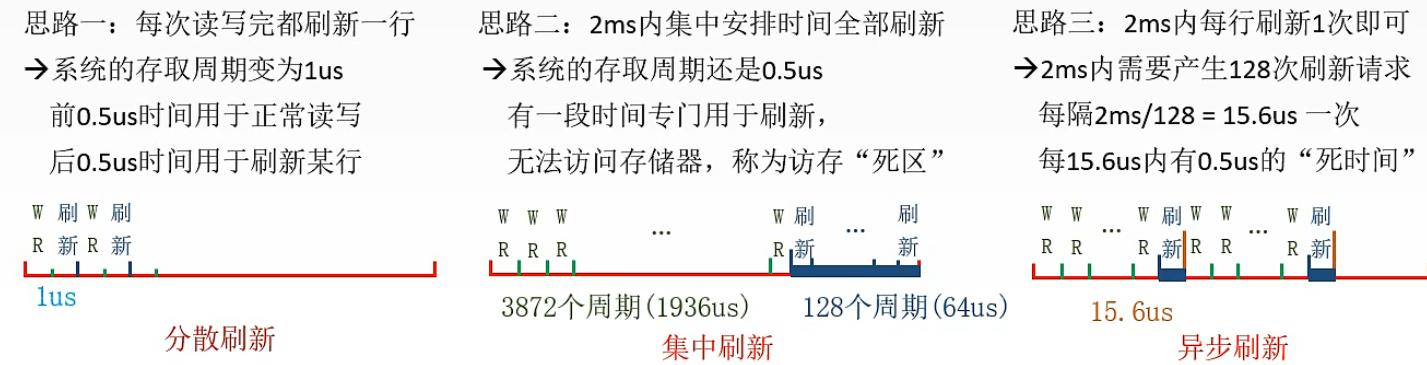 思路一：每次读写完都刷新一行
→系统的存取周期变为1us
前0.5us时间用于正常读写
后0.5us时间用于刷新某行
W 刷 W 刷
R 新 R 新
1us
分散刷新
思路二：2ms内集中安排时间全部刷新
→系统的存取周期还是0.5us
有一段时间专门用于刷新，
无法访问存储器，称为访存“死区”
W W W ... W 刷 ... 刷
R R R R 新 新
3872个周期(1936us) 128个周期(64us)
集中刷新
思路三：2ms内每行刷新1次即可
→2ms内需要产生128次刷新请求
每隔2ms/128 = 15.6us 一次
每15.6us内有0.5us的“死时间”
W W ... W 刷 W W ... W 刷
R R R 新 R R R 新
15.6us
异步刷新